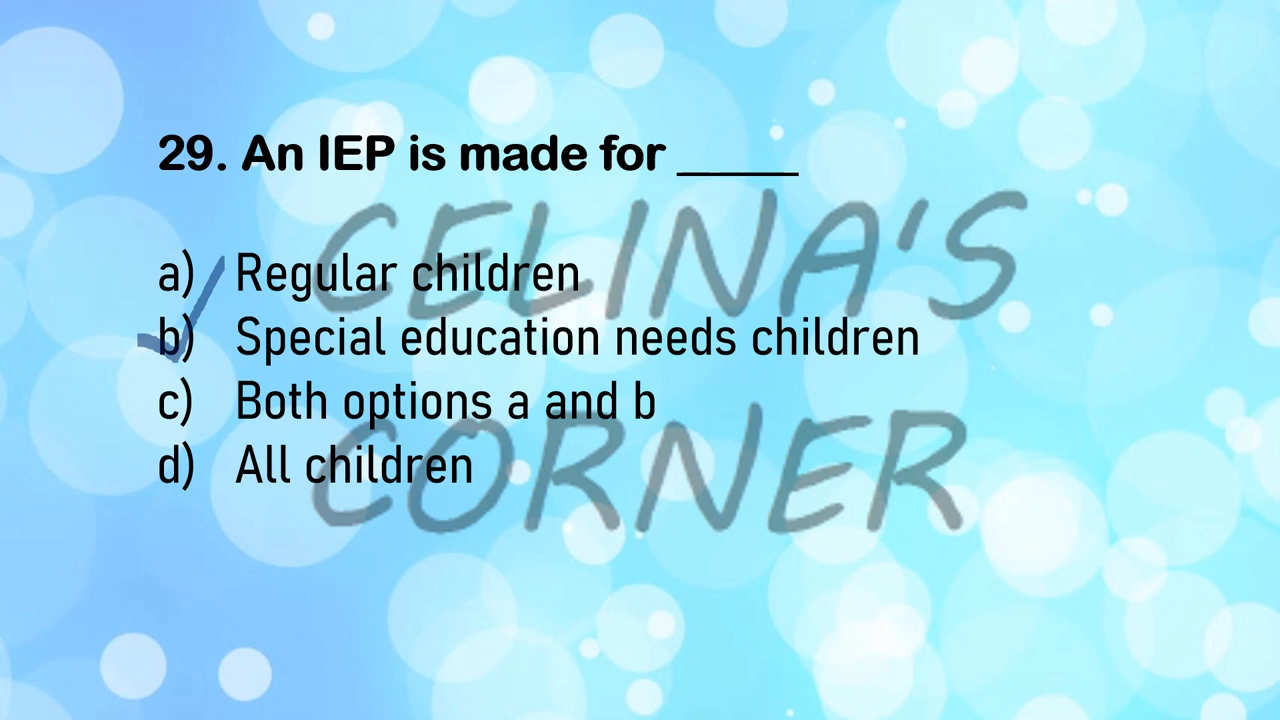 29. An IEP is made for _____
a) Regular children
b) Special education needs children
c) Both options a and b
d) All children
CELINA'S
CORNER